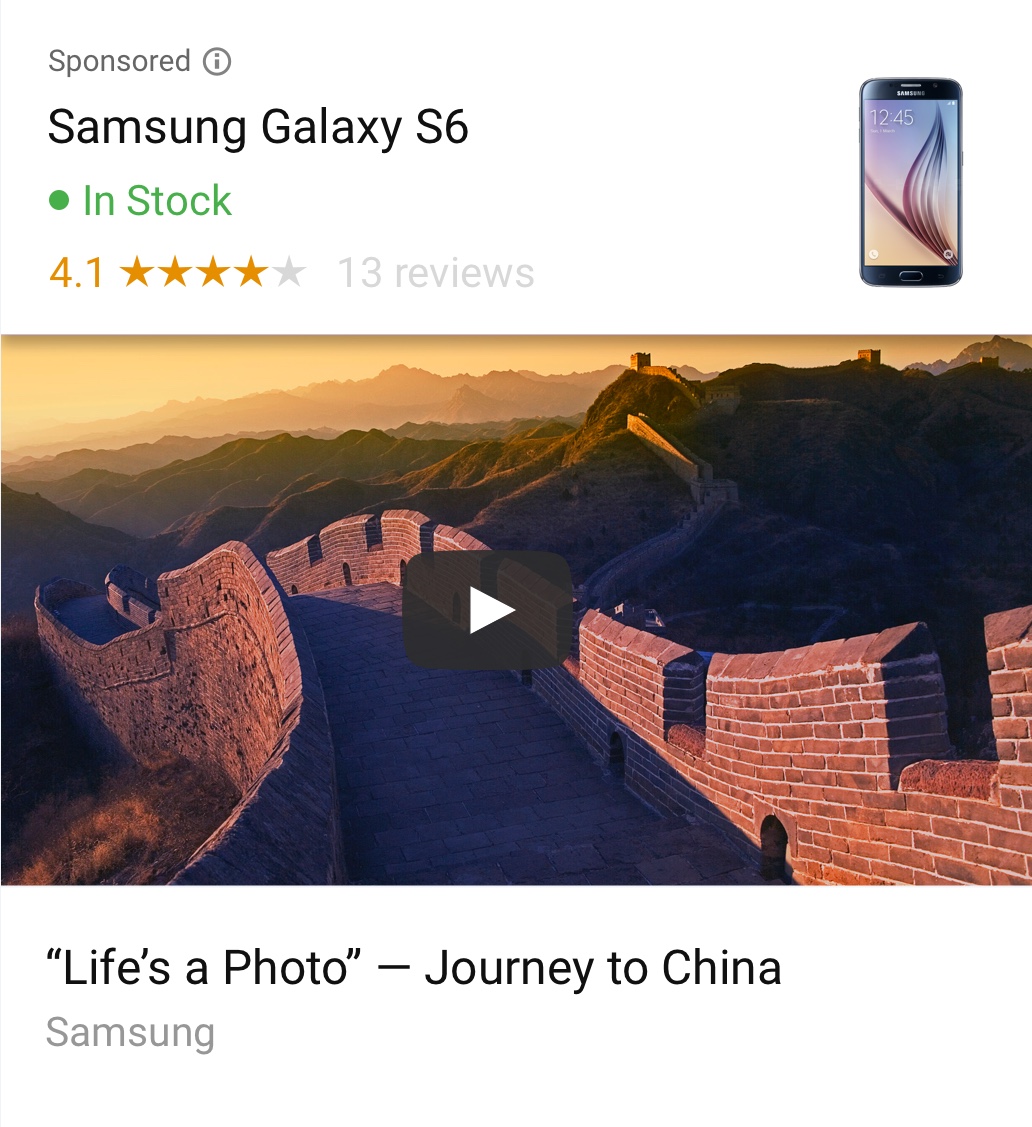 Sponsored
Samsung Galaxy S6
In Stock
4.1 ★★★★★ 13 reviews
SAMSUNG
12:45
“Life’s a Photo” — Journey to China
Samsung